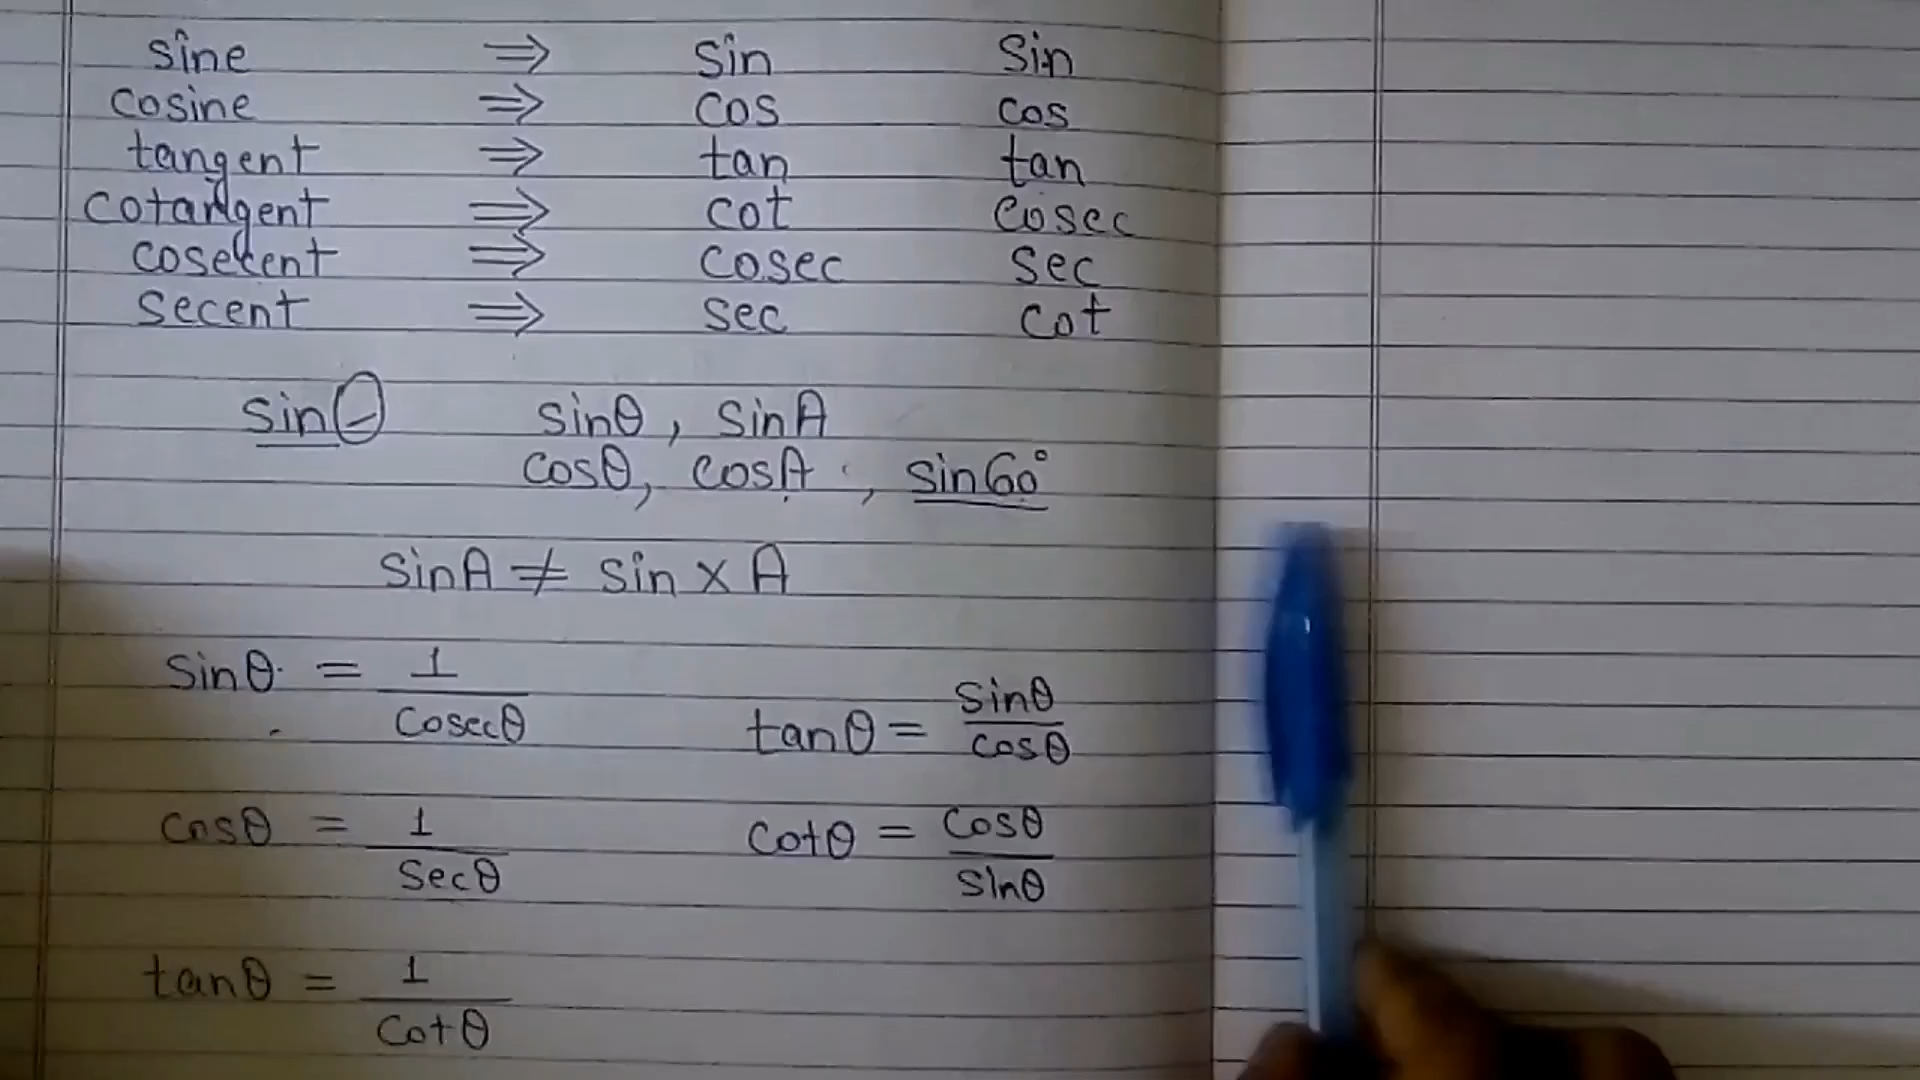 sine ⇒ sin sin
cosine ⇒ cos cos
tangent ⇒ tan tan
cotangent ⇒ cot cosec
cosecent ⇒ cosec sec
secent ⇒ sec cot
sinθ sinθ, sinA
cosθ, cosA, sin60°
sinA ≠ sin × A
sinθ = 1/cosecθ tanθ = sinθ/cosθ
cosθ = 1/secθ cotθ = cosθ/sinθ
tanθ = 1/cotθ